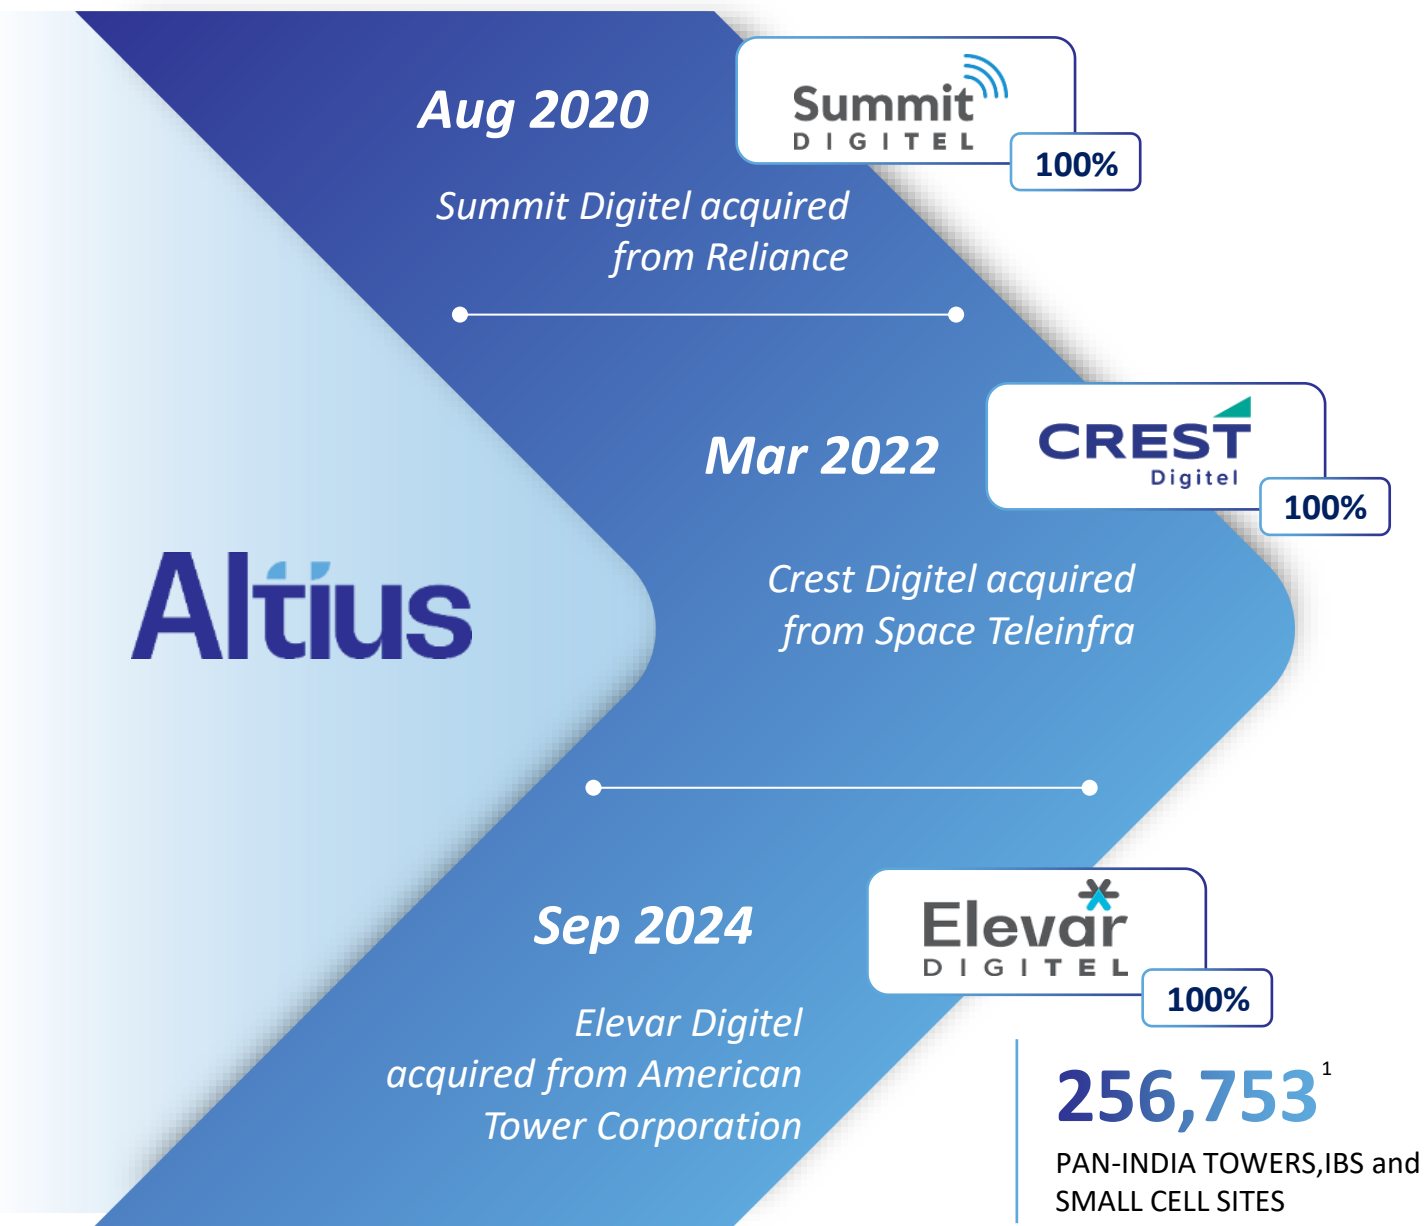 Aug 2020
Summit
DIGITEL
100%
Summit Digitel acquired
from Reliance
Mar 2022
CREST
Digitel
100%
Altius
Crest Digitel acquired
from Space Teleinfra
Sep 2024
Elevar
DIGITEL
100%
Elevar Digitel
acquired from American
Tower Corporation
256,753¹
PAN-INDIA TOWERS,IBS and
SMALL CELL SITES